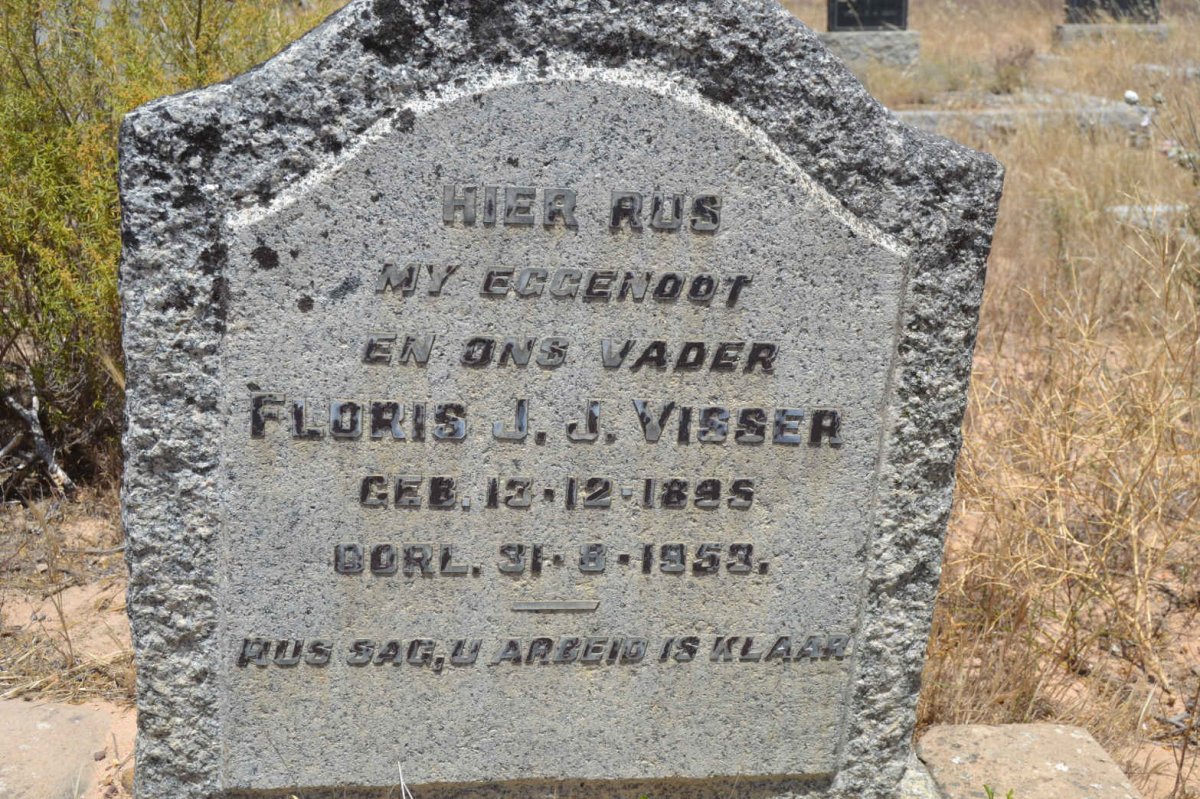 HIER RUS
MY EGGENOOT
EN ONS VADER
FLORIS J. J. VISSER
GEB. 13-12-1895
OORL. 31-8-1953.
RUS SAG, U ARBEID IS KLAAR